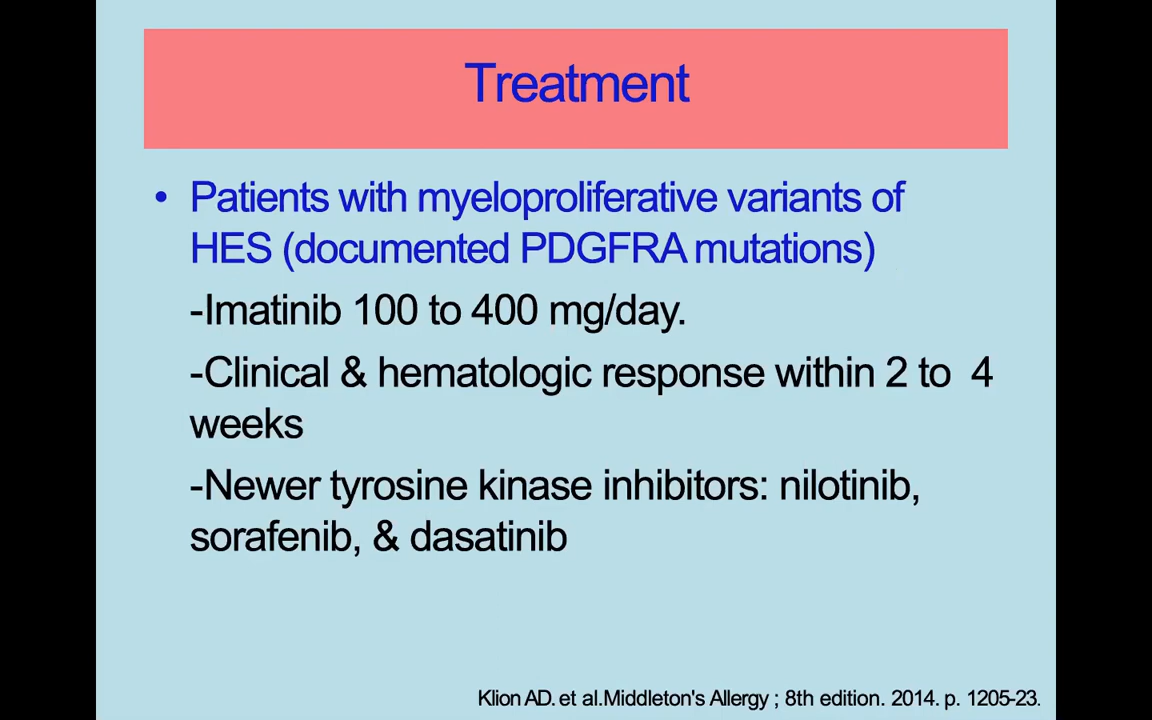 Treatment
• Patients with myeloproliferative variants of
HES (documented PDGFRA mutations)
-Imatinib 100 to 400 mg/day.
-Clinical & hematologic response within 2 to 4
weeks
-Newer tyrosine kinase inhibitors: nilotinib,
sorafenib, & dasatinib
Klion AD. et al.Middleton's Allergy ; 8th edition. 2014. p. 1205-23.